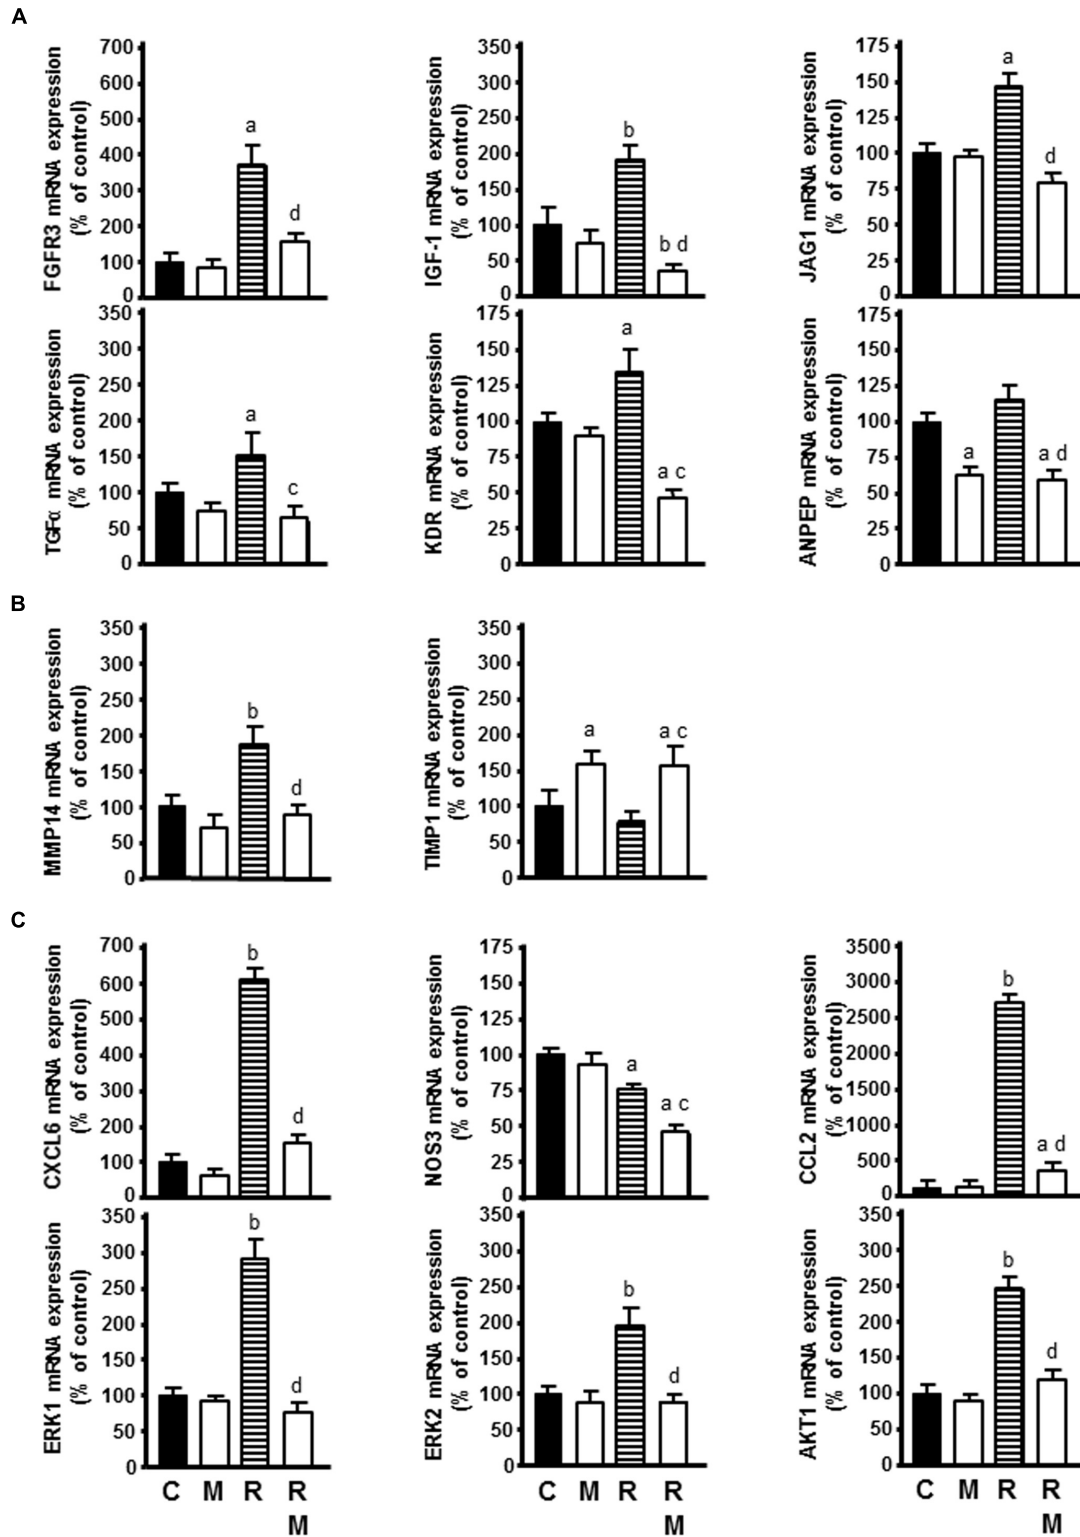 A
FGFR3 mRNA expression
(% of control)
700
600
500
400
300
200
100
0
a
d
IGF-1 mRNA expression
(% of control)
350
300
250
200
150
100
50
0
b
b d
JAG1 mRNA expression
(% of control)
175
150
125
100
75
50
25
0
a
d
TGFα mRNA expression
(% of control)
350
300
250
200
150
100
50
0
a
c
KDR mRNA expression
(% of control)
175
150
125
100
75
50
25
0
a
a c
ANPEP mRNA expression
(% of control)
175
150
125
100
75
50
25
0
a
a d
B
MMP14 mRNA expression
(% of control)
350
300
250
200
150
100
50
0
b
d
TIMP1 mRNA expression
(% of control)
350
300
250
200
150
100
50
0
a
a c
C
CXCL6 mRNA expression
(% of control)
700
600
500
400
300
200
100
0
b
d
NOS3 mRNA expression
(% of control)
175
150
125
100
75
50
25
0
a
a c
CCL2 mRNA expression
(% of control)
3500
3000
2500
2000
1500
1000
500
0
b
a d
ERK1 mRNA expression
(% of control)
350
300
250
200
150
100
50
0
b
d
C M R R
M
ERK2 mRNA expression
(% of control)
350
300
250
200
150
100
50
0
b
d
C M R R
M
AKT1 mRNA expression
(% of control)
350
300
250
200
150
100
50
0
b
d
C M R R
M